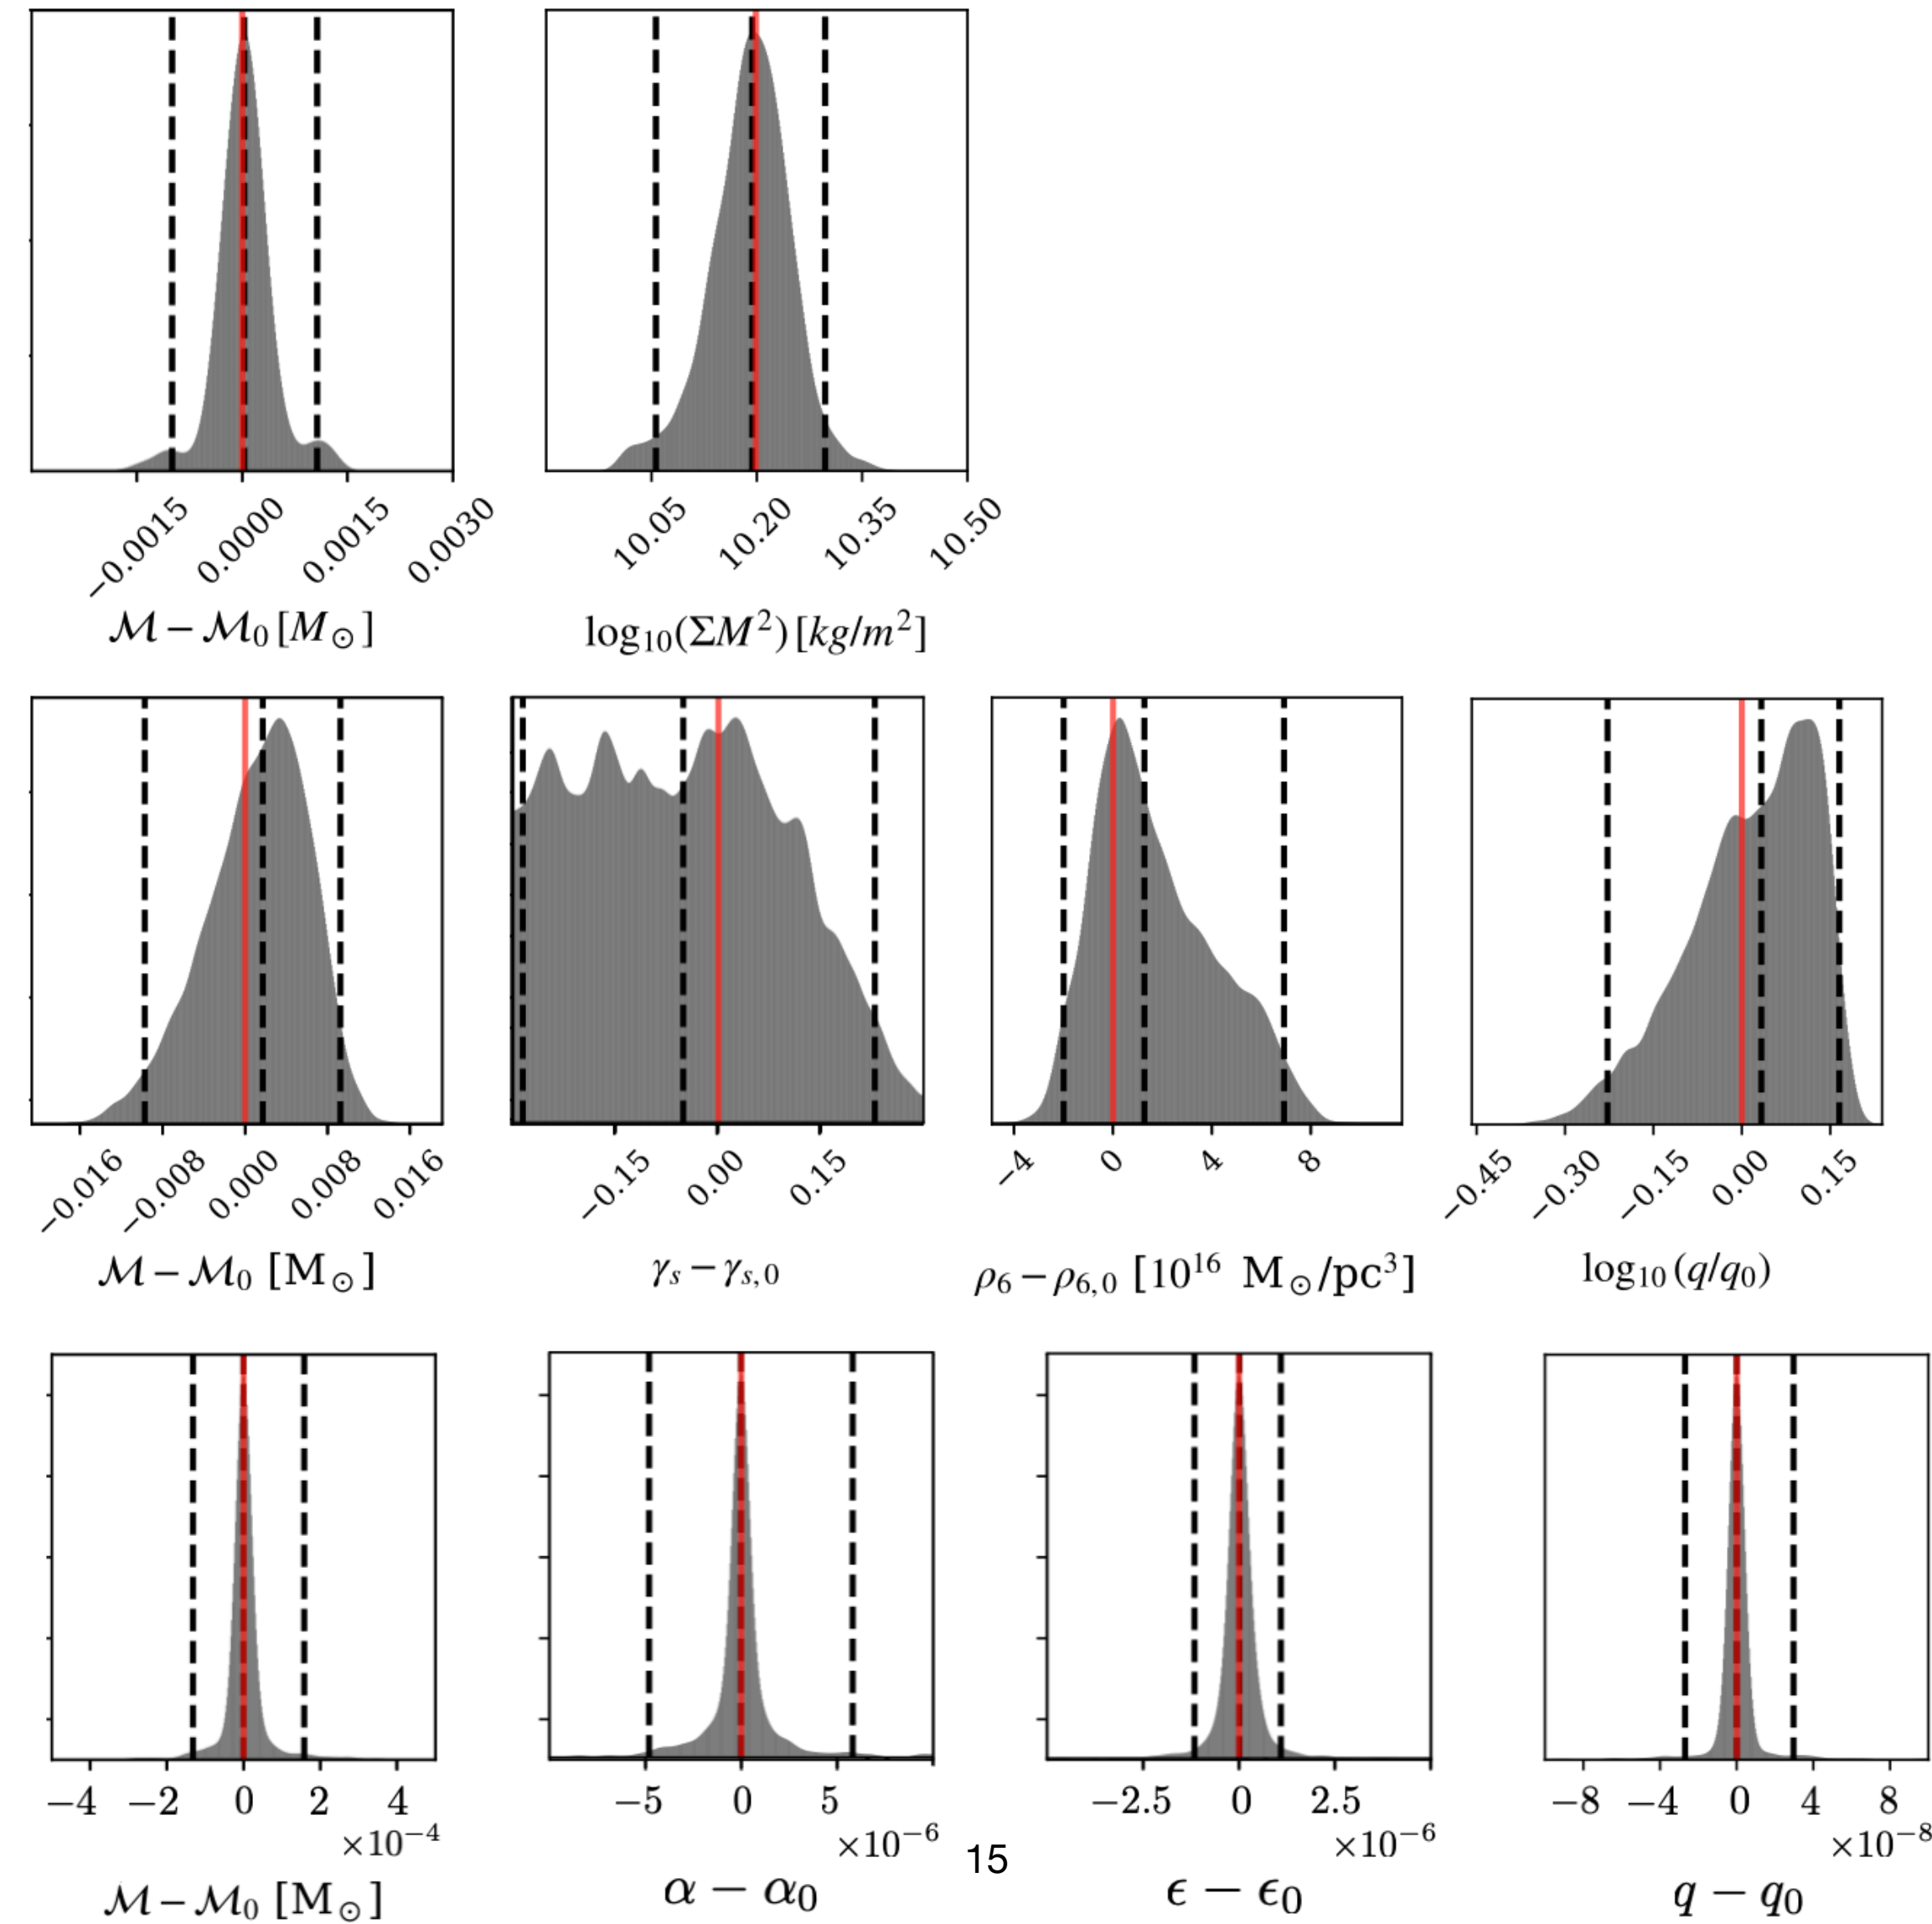 −0.0015 0.0000 0.0015 0.0030 10.05 10.20 10.35 10.50
ℳ − ℳ₀ [M⊙] log₁₀(ΣM²) [kg/m²]
−0.016 −0.008 0.000 0.008 0.016 −0.15 0.00 0.15 −4 0 4 8 −0.45 −0.30 −0.15 0.00 0.15
ℳ − ℳ₀ [M⊙] γₛ − γₛ,₀ ρ₆ − ρ₆,₀ [10¹⁶ M⊙/pc³] log₁₀(q/q₀)
−4 −2 0 2 4 −5 0 5 −2.5 0 2.5 −8 −4 0 4 8
×10⁻⁴ ×10⁻⁶ ×10⁻⁶ ×10⁻⁸
15
ℳ − ℳ₀ [M⊙] α − α₀ ϵ − ϵ₀ q − q₀